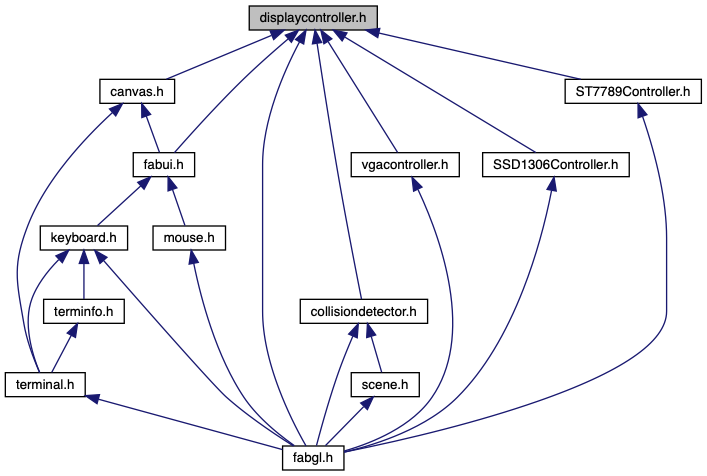 displaycontroller.h
canvas.h
ST7789Controller.h
fabui.h
vgacontroller.h
SSD1306Controller.h
keyboard.h
mouse.h
terminfo.h
collisiondetector.h
terminal.h
scene.h
fabgl.h